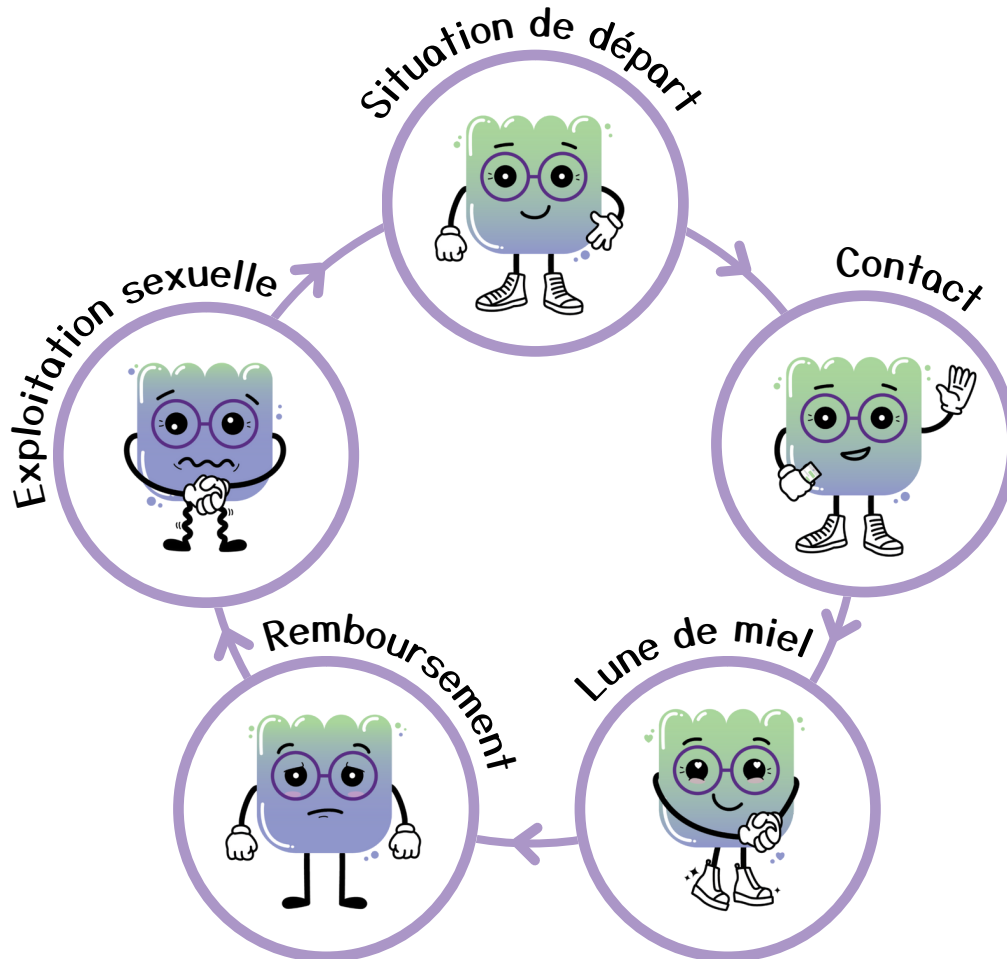 Situation de départ
Contact
Lune de miel
Remboursement
Exploitation sexuelle